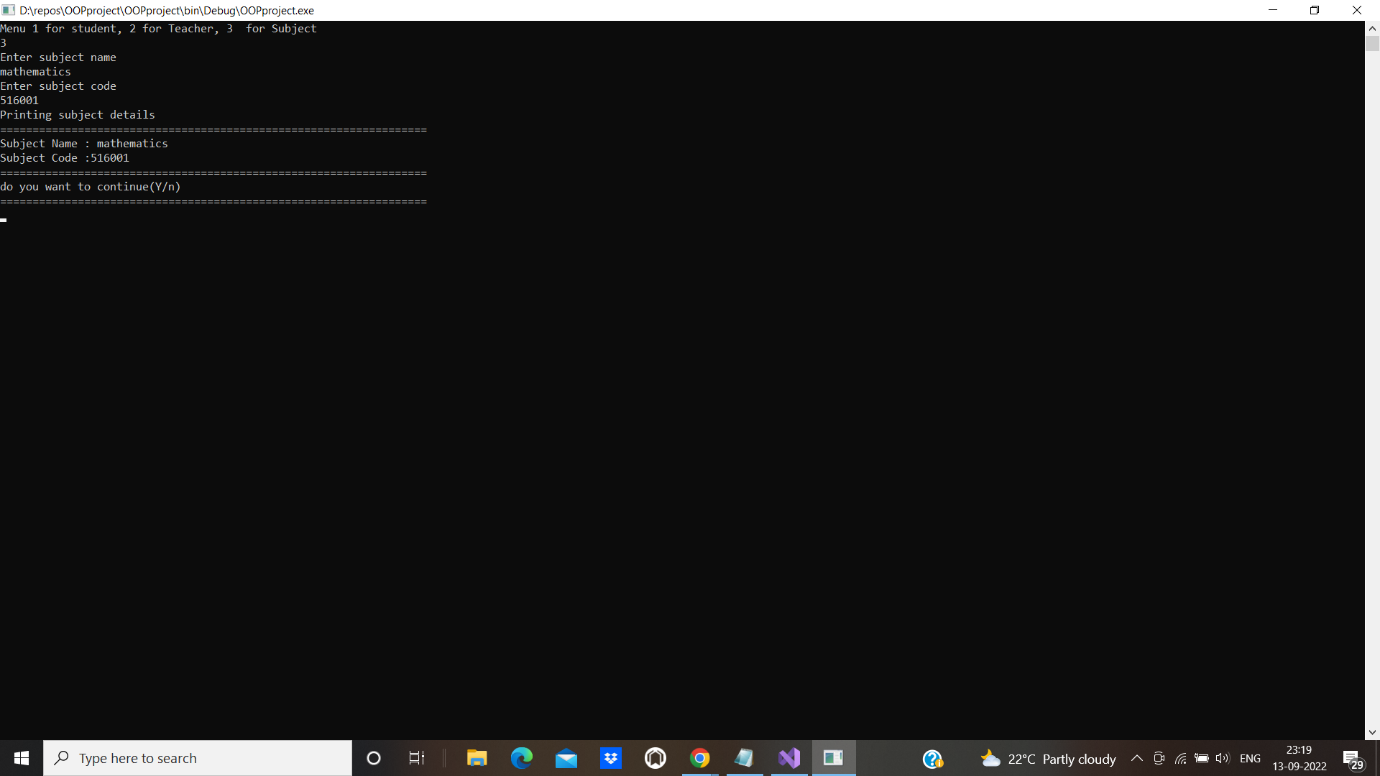 D:\repos\OOPproject\OOPproject\bin\Debug\OOPproject.exe
Menu 1 for student, 2 for Teacher, 3  for Subject
3
Enter subject name
mathematics
Enter subject code
516001
Printing subject details
==================================================================
Subject Name : mathematics
Subject Code :516001
==================================================================
do you want to continue(Y/n)
==================================================================
Type here to search
22°C Partly cloudy
ENG
23:19
13-09-2022
29